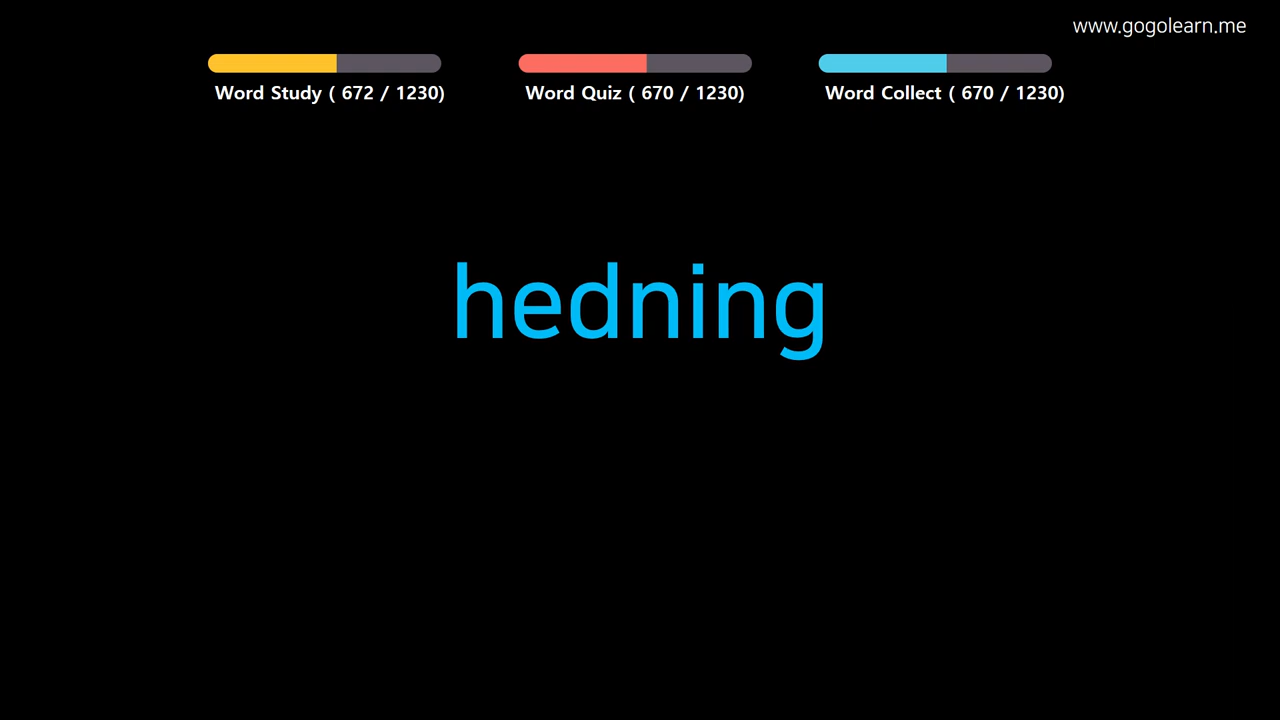 www.gogolearn.me
Word Study ( 672 / 1230)
Word Quiz ( 670 / 1230)
Word Collect ( 670 / 1230)
hedning